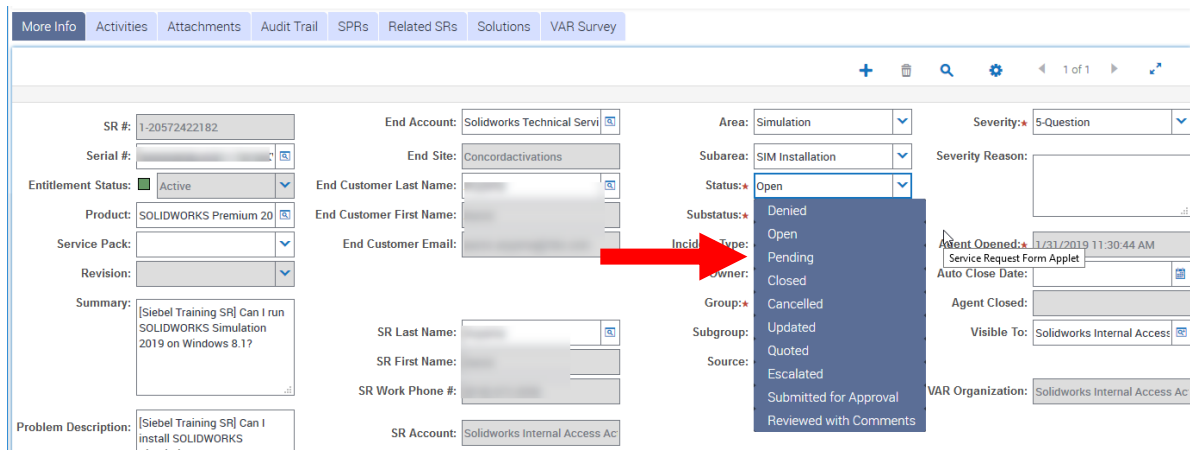 More Info Activities Attachments Audit Trail SPRs Related SRs Solutions VAR Survey
1 of 1
SR #: 1-20572422182
Serial #:
Entitlement Status: Active
Product: SOLIDWORKS Premium 20
Service Pack:
Revision:
Summary: [Siebel Training SR] Can I run
SOLIDWORKS Simulation
2019 on Windows 8.1?
Problem Description: [Siebel Training SR] Can I
install SOLIDWORKS
End Account: Solidworks Technical Servi
End Site: Concordactivations
End Customer Last Name:
End Customer First Name:
End Customer Email:
SR Last Name:
SR First Name:
SR Work Phone #:
SR Account: Solidworks Internal Access Ac
Area: Simulation
Subarea: SIM Installation
Status:★ Open
Substatus:★
Type:
Owner:
Group:★
Subgroup:
Source:
Denied
Open
Pending
Closed
Cancelled
Updated
Quoted
Escalated
Submitted for Approval
Reviewed with Comments
Severity:★ 5-Question
Severity Reason:
Agent Opened:★ 1/31/2019 11:30:44 AM
Service Request Form Applet
Auto Close Date:
Agent Closed:
Visible To: Solidworks Internal Access
VAR Organization: Solidworks Internal Access Ac